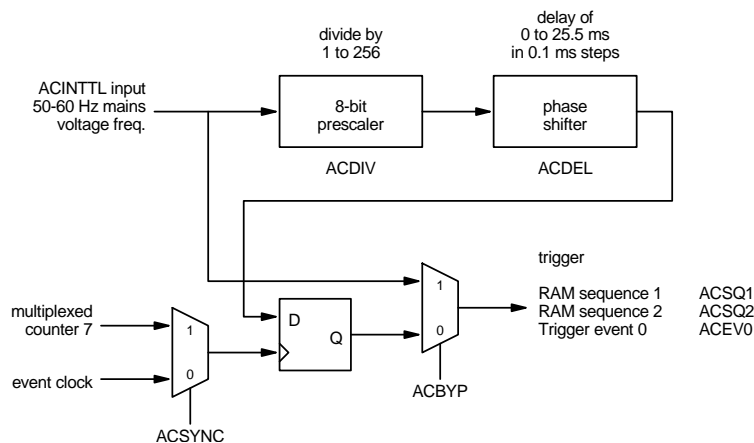 divide by
1 to 256
delay of
0 to 25.5 ms
in 0.1 ms steps
ACINTTL input
50-60 Hz mains
voltage freq.
8-bit
prescaler
phase
shifter
ACDIV
ACDEL
trigger
1
RAM sequence 1 ACSQ1
RAM sequence 2 ACSQ2
Trigger event 0 ACEV0
multiplexed
counter 7
1
D
Q
0
event clock
0
ACBYP
ACSYNC